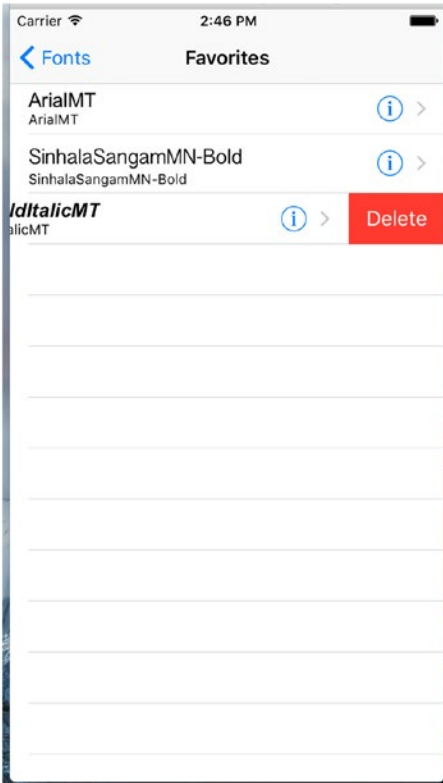 Carrier 2:46 PM
Fonts Favorites
ArialMT
ArialMT
SinhalaSangamMN-Bold
SinhalaSangamMN-Bold
ldItalicMT
alicMT
Delete